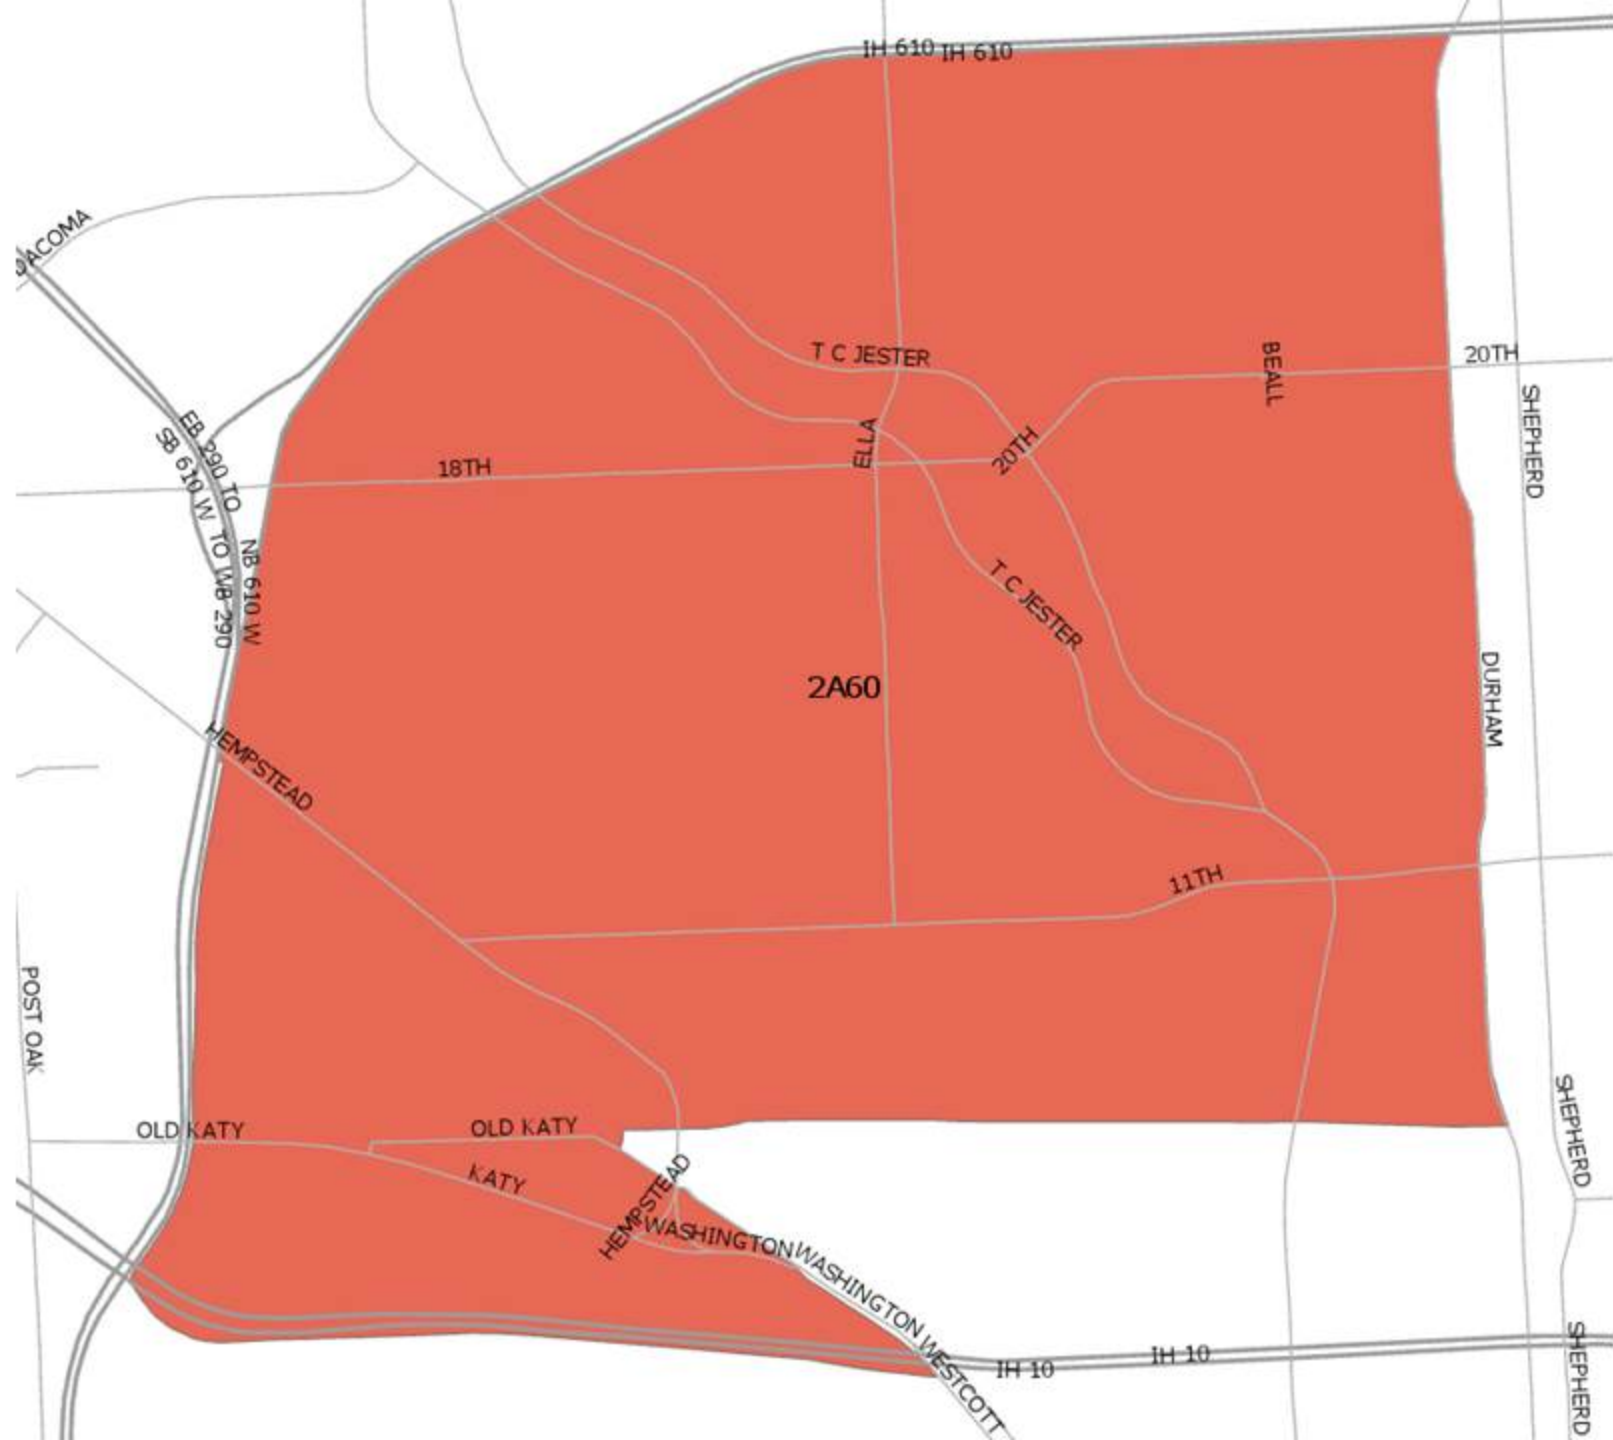 IH 610
IH 610
DACOMA
T C JESTER
BEALL
20TH
SHEPHERD
EB 290 TO
SB 610 W TO WB 290
18TH
ELLA
20TH
NB 610 W
T C JESTER
DURHAM
2A60
HEMPSTEAD
11TH
POST OAK
OLD KATY
OLD KATY
KATY
HEMPSTEAD
WASHINGTON
WASHINGTON
WESTCOTT
SHEPHERD
IH 10
IH 10
SHEPHERD